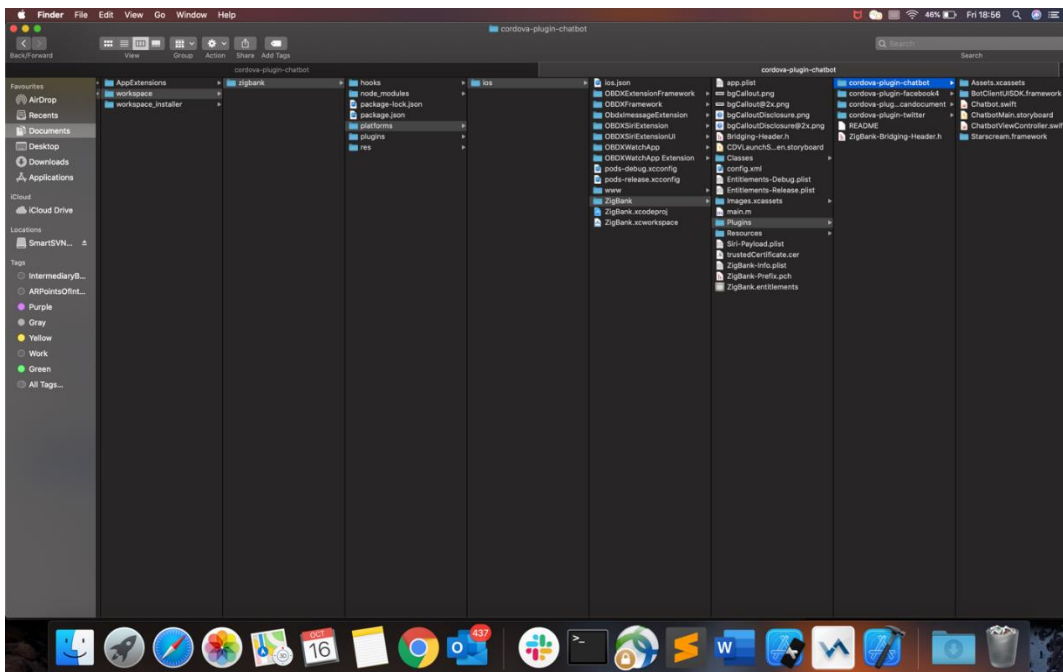 Finder File Edit View Go Window Help
46% Fri 18:56
cordova-plugin-chatbot
Back/Forward View Group Action Share Add Tags Search
Search
cordova-plugin-chatbot
cordova-plugin-chatbot
Favourites
AirDrop
Recents
Documents
Desktop
Downloads
Applications
iCloud
iCloud Drive
Locations
SmartSVN...
Tags
IntermediaryB...
ARPointsOfInt...
Purple
Gray
Yellow
Work
Green
All Tags...
AppExtensions
workspace
workspace_installer
zigbank
hooks
node_modules
package-lock.json
package.json
platforms
plugins
res
ios
ios.json
OBDXExtensionFramework
OBDXFramework
ObdxImessageExtension
OBDXSiriExtension
OBDXSiriExtensionUI
OBDXWatchApp
OBDXWatchApp Extension
pods-debug.xcconfig
pods-release.xcconfig
www
ZigBank
ZigBank.xcodeproj
ZigBank.xcworkspace
app.plist
bgCallout.png
bgCallout@2x.png
bgCalloutDisclosure.png
bgCalloutDisclosure@2x.png
Bridging-Header.h
CDVLaunchS...en.storyboard
Classes
config.xml
Entitlements-Debug.plist
Entitlements-Release.plist
Images.xcassets
main.m
Plugins
Resources
Siri-Payload.plist
trustedCertificate.cer
ZigBank-Info.plist
ZigBank-Prefix.pch
ZigBank.entitlements
cordova-plugin-chatbot
cordova-plugin-facebook4
cordova-plug...candocument
cordova-plugin-twitter
README
ZigBank-Bridging-Header.h
Assets.xcassets
BotClientUISDK.framework
Chatbot.swift
ChatbotMain.storyboard
ChatbotViewController.swif
Starscream.framework
OCT
16
437